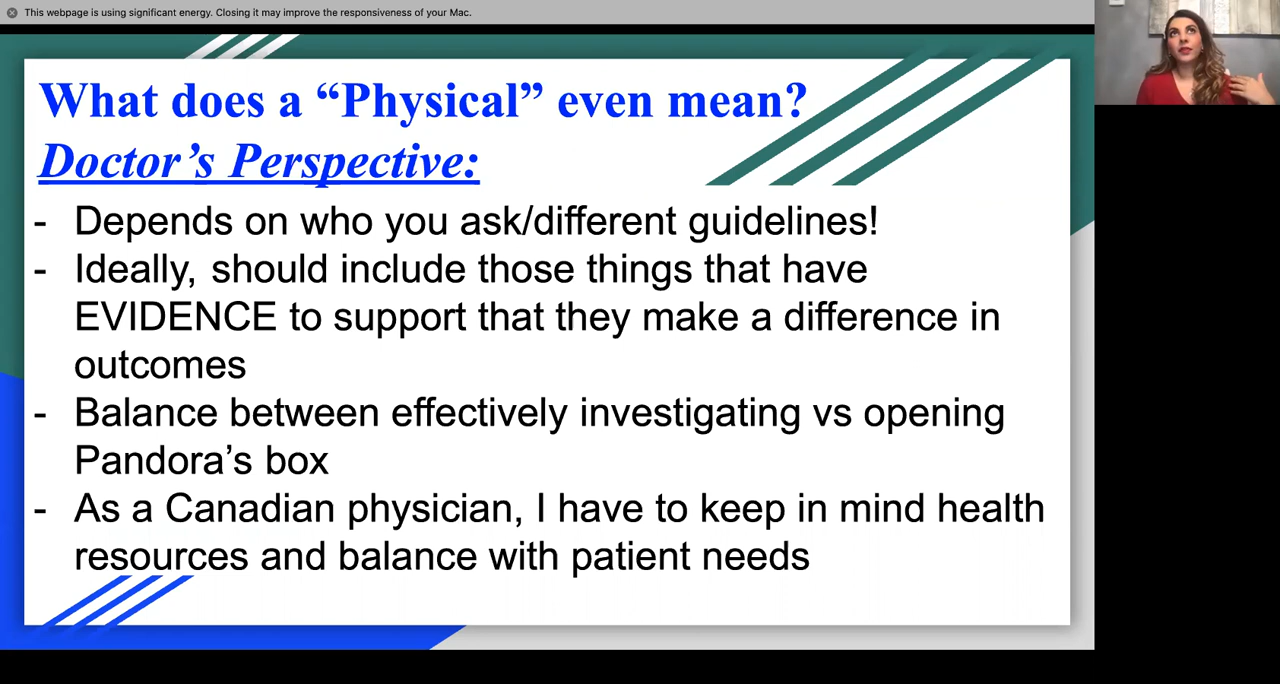 This webpage is using significant energy. Closing it may improve the responsiveness of your Mac.
What does a “Physical” even mean?
Doctor’s Perspective:
- Depends on who you ask/different guidelines!
- Ideally, should include those things that have
EVIDENCE to support that they make a difference in
outcomes
- Balance between effectively investigating vs opening
Pandora’s box
- As a Canadian physician, I have to keep in mind health
resources and balance with patient needs